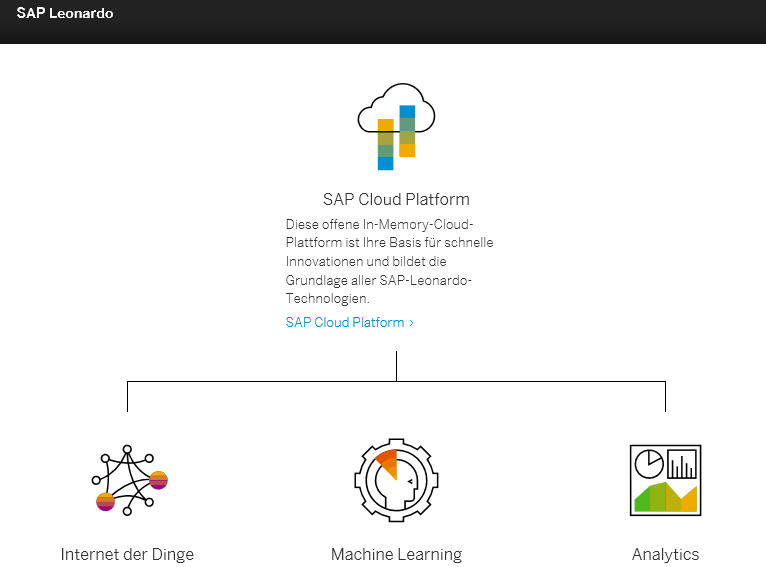 SAP Leonardo
SAP Cloud Platform
Diese offene In-Memory-Cloud-
Plattform ist Ihre Basis für schnelle
Innovationen und bildet die
Grundlage aller SAP-Leonardo-
Technologien.
SAP Cloud Platform ›
Internet der Dinge
Machine Learning
Analytics